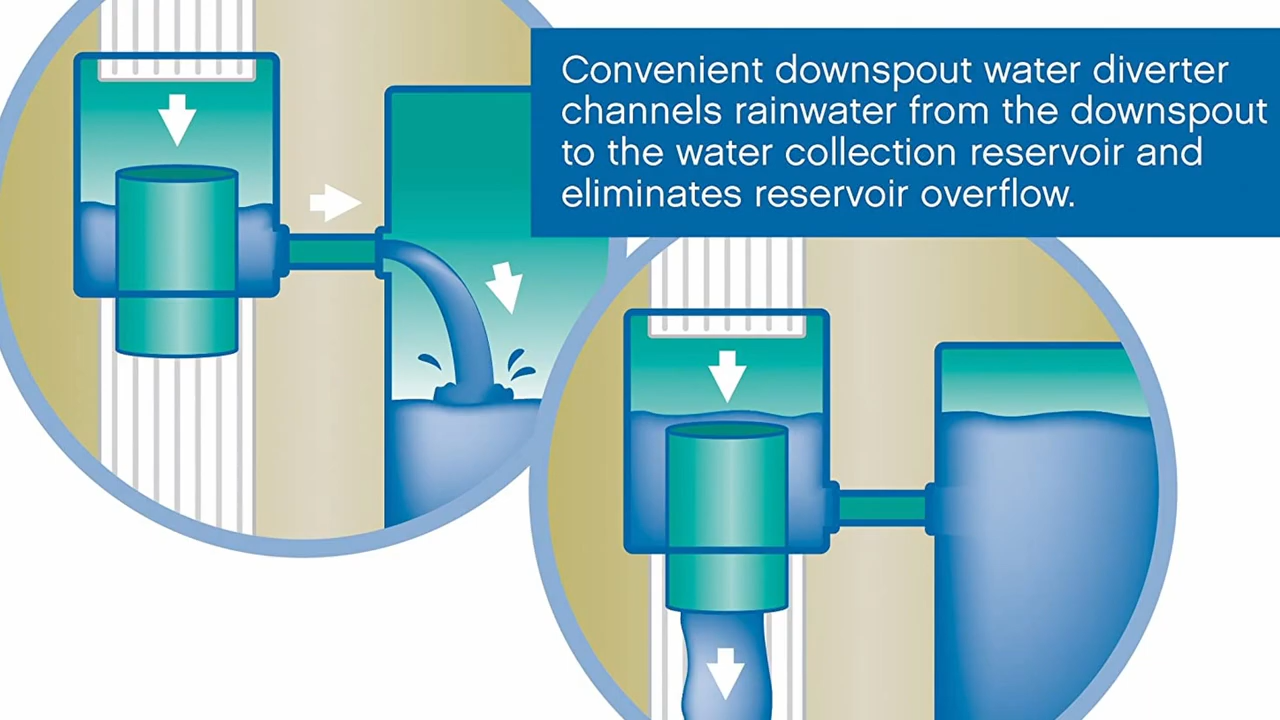 Convenient downspout water diverter
channels rainwater from the downspout
to the water collection reservoir and
eliminates reservoir overflow.